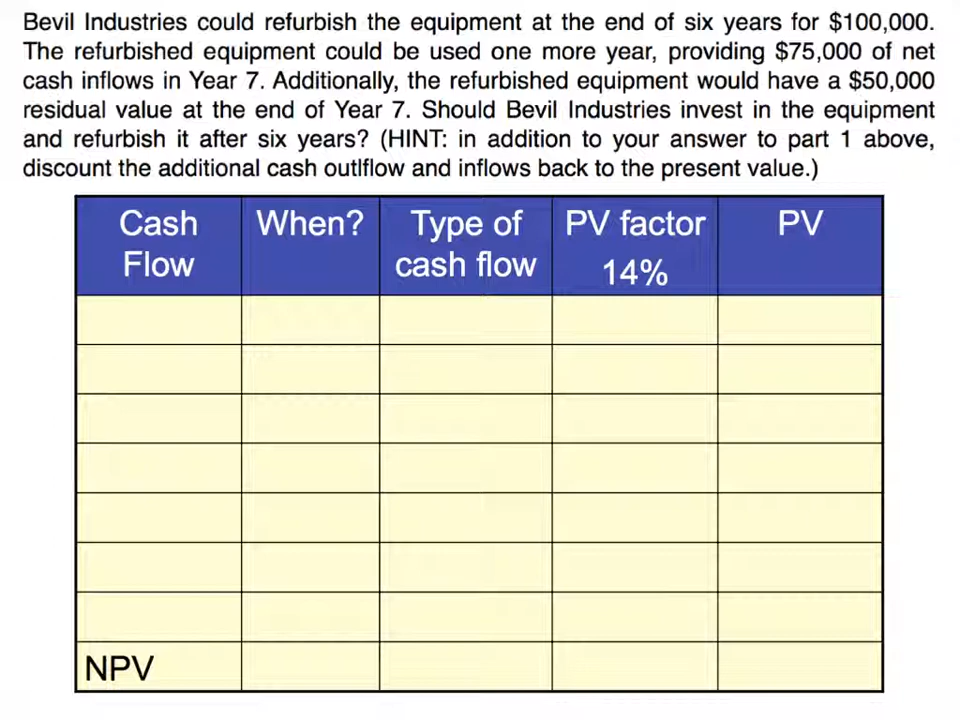 Bevil Industries could refurbish the equipment at the end of six years for $100,000.
The refurbished equipment could be used one more year, providing $75,000 of net
cash inflows in Year 7. Additionally, the refurbished equipment would have a $50,000
residual value at the end of Year 7. Should Bevil Industries invest in the equipment
and refurbish it after six years? (HINT: in addition to your answer to part 1 above,
discount the additional cash outlflow and inflows back to the present value.)
Cash Flow When? Type of cash flow PV factor 14% PV
NPV